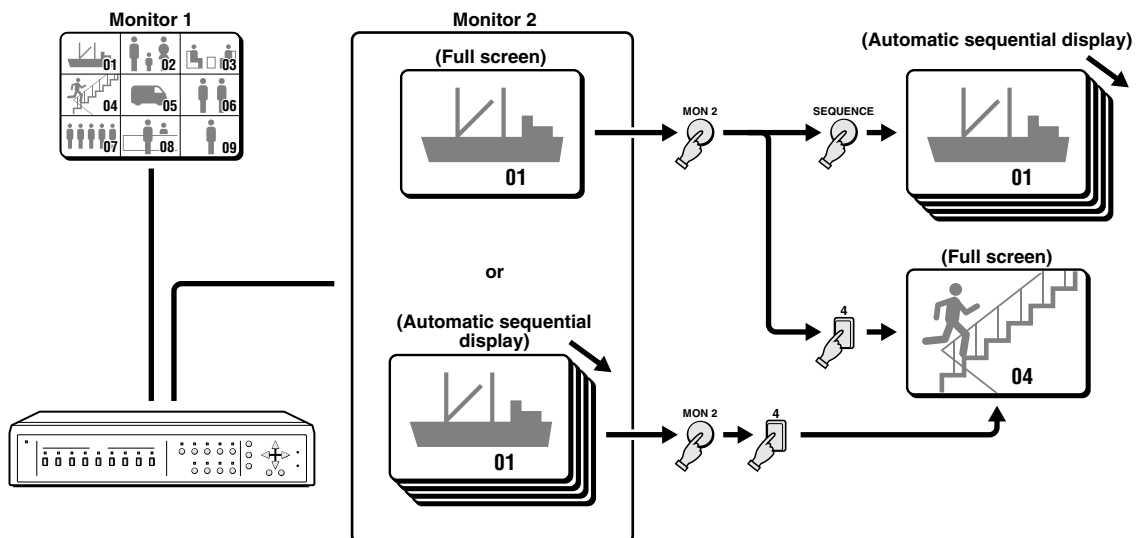 Monitor 1
01
02
03
04
05
06
07
08
09
Monitor 2
(Full screen)
01
or
(Automatic sequential
display)
01
MON 2
SEQUENCE
(Automatic sequential display)
01
4
(Full screen)
04
MON 2
4